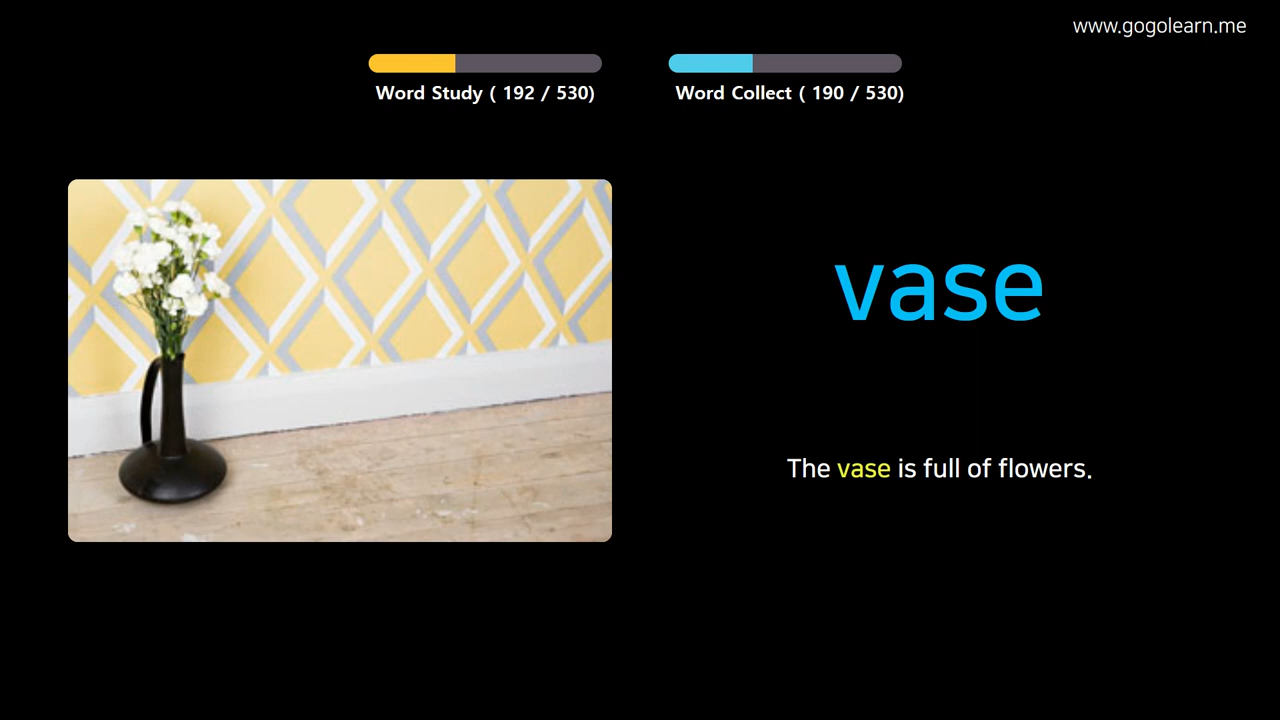 www.gogolearn.me
Word Study ( 192 / 530)
Word Collect ( 190 / 530)
vase
The vase is full of flowers.